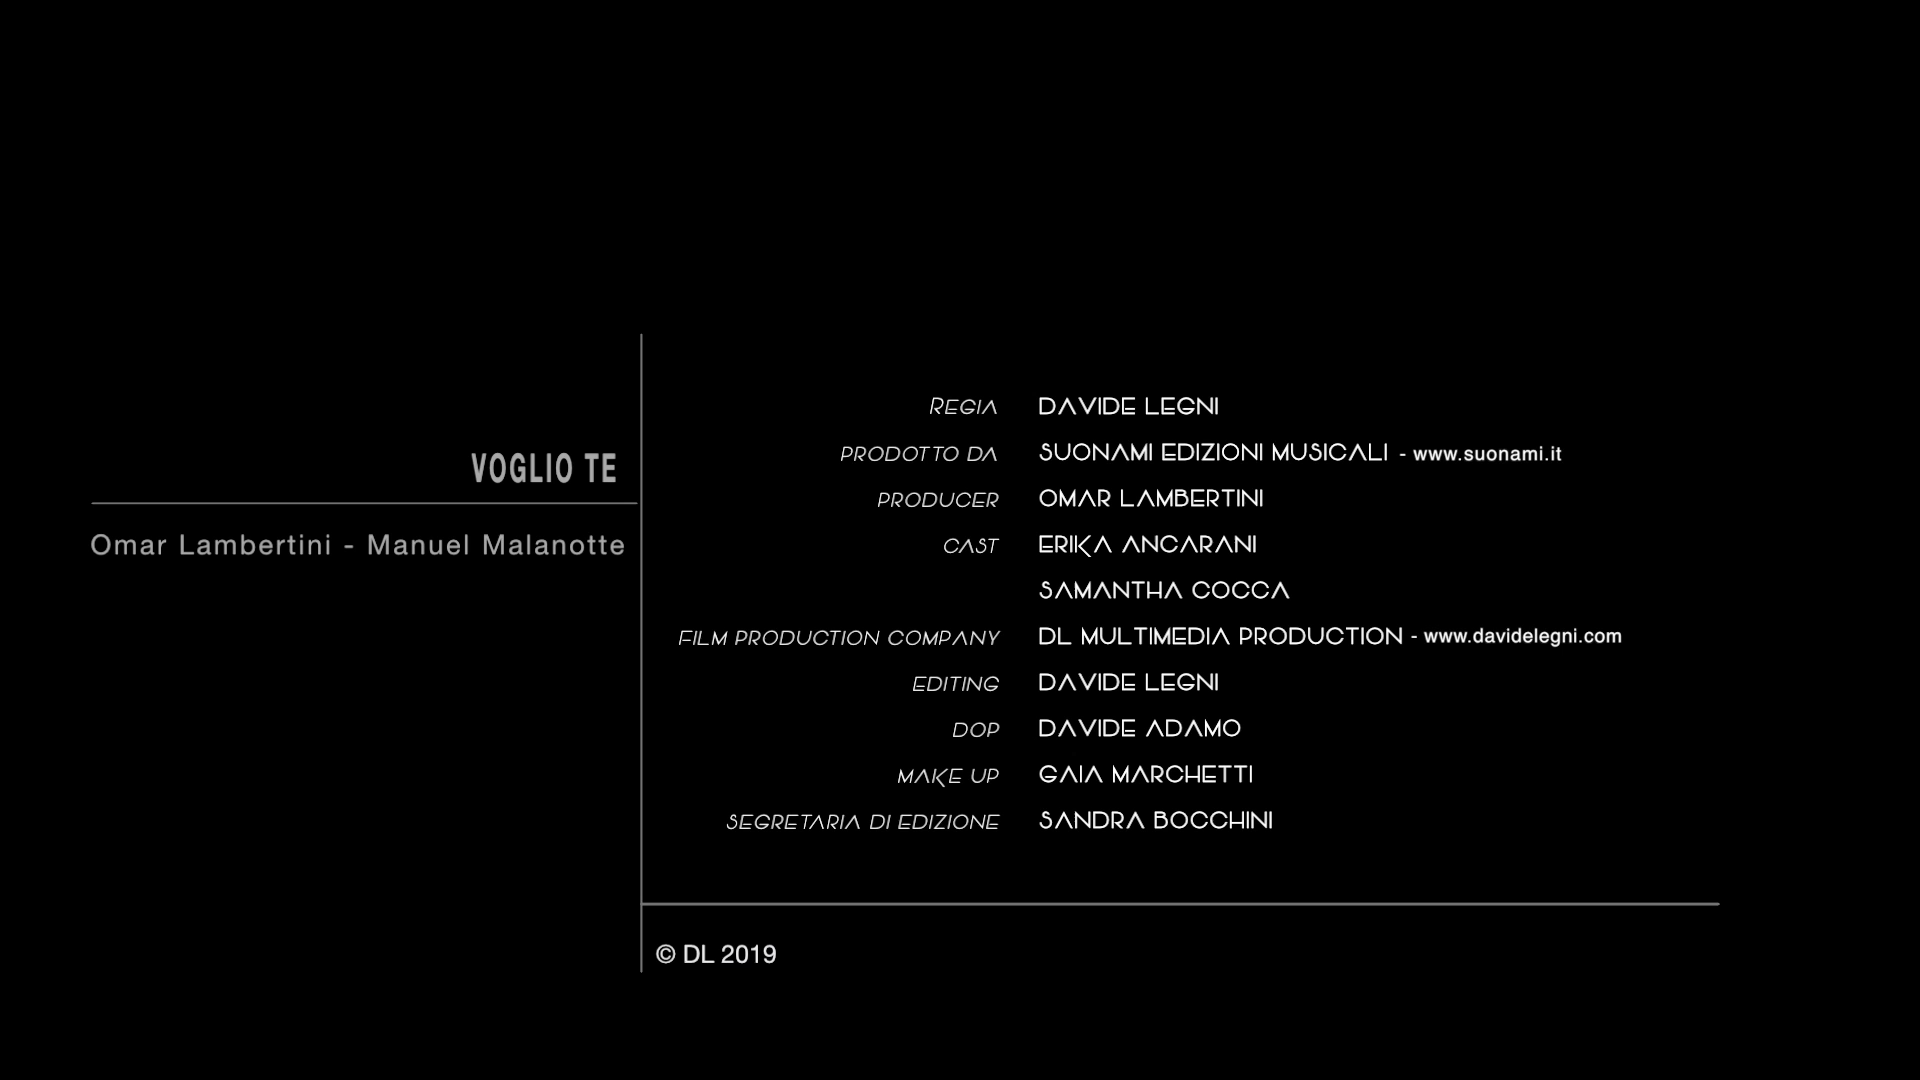 VOGLIO TE
Omar Lambertini - Manuel Malanotte
REGIA DAVIDE LEGNI
PRODOTTO DA SUONAMI EDIZIONI MUSICALI - www.suonami.it
PRODUCER OMAR LAMBERTINI
CAST ERIKA ANCARANI
SAMANTHA COCCA
FILM PRODUCTION COMPANY DL MULTIMEDIA PRODUCTION - www.davidelegni.com
EDITING DAVIDE LEGNI
DOP DAVIDE ADAMO
MAKE UP GAIA MARCHETTI
SEGRETARIA DI EDIZIONE SANDRA BOCCHINI
© DL 2019